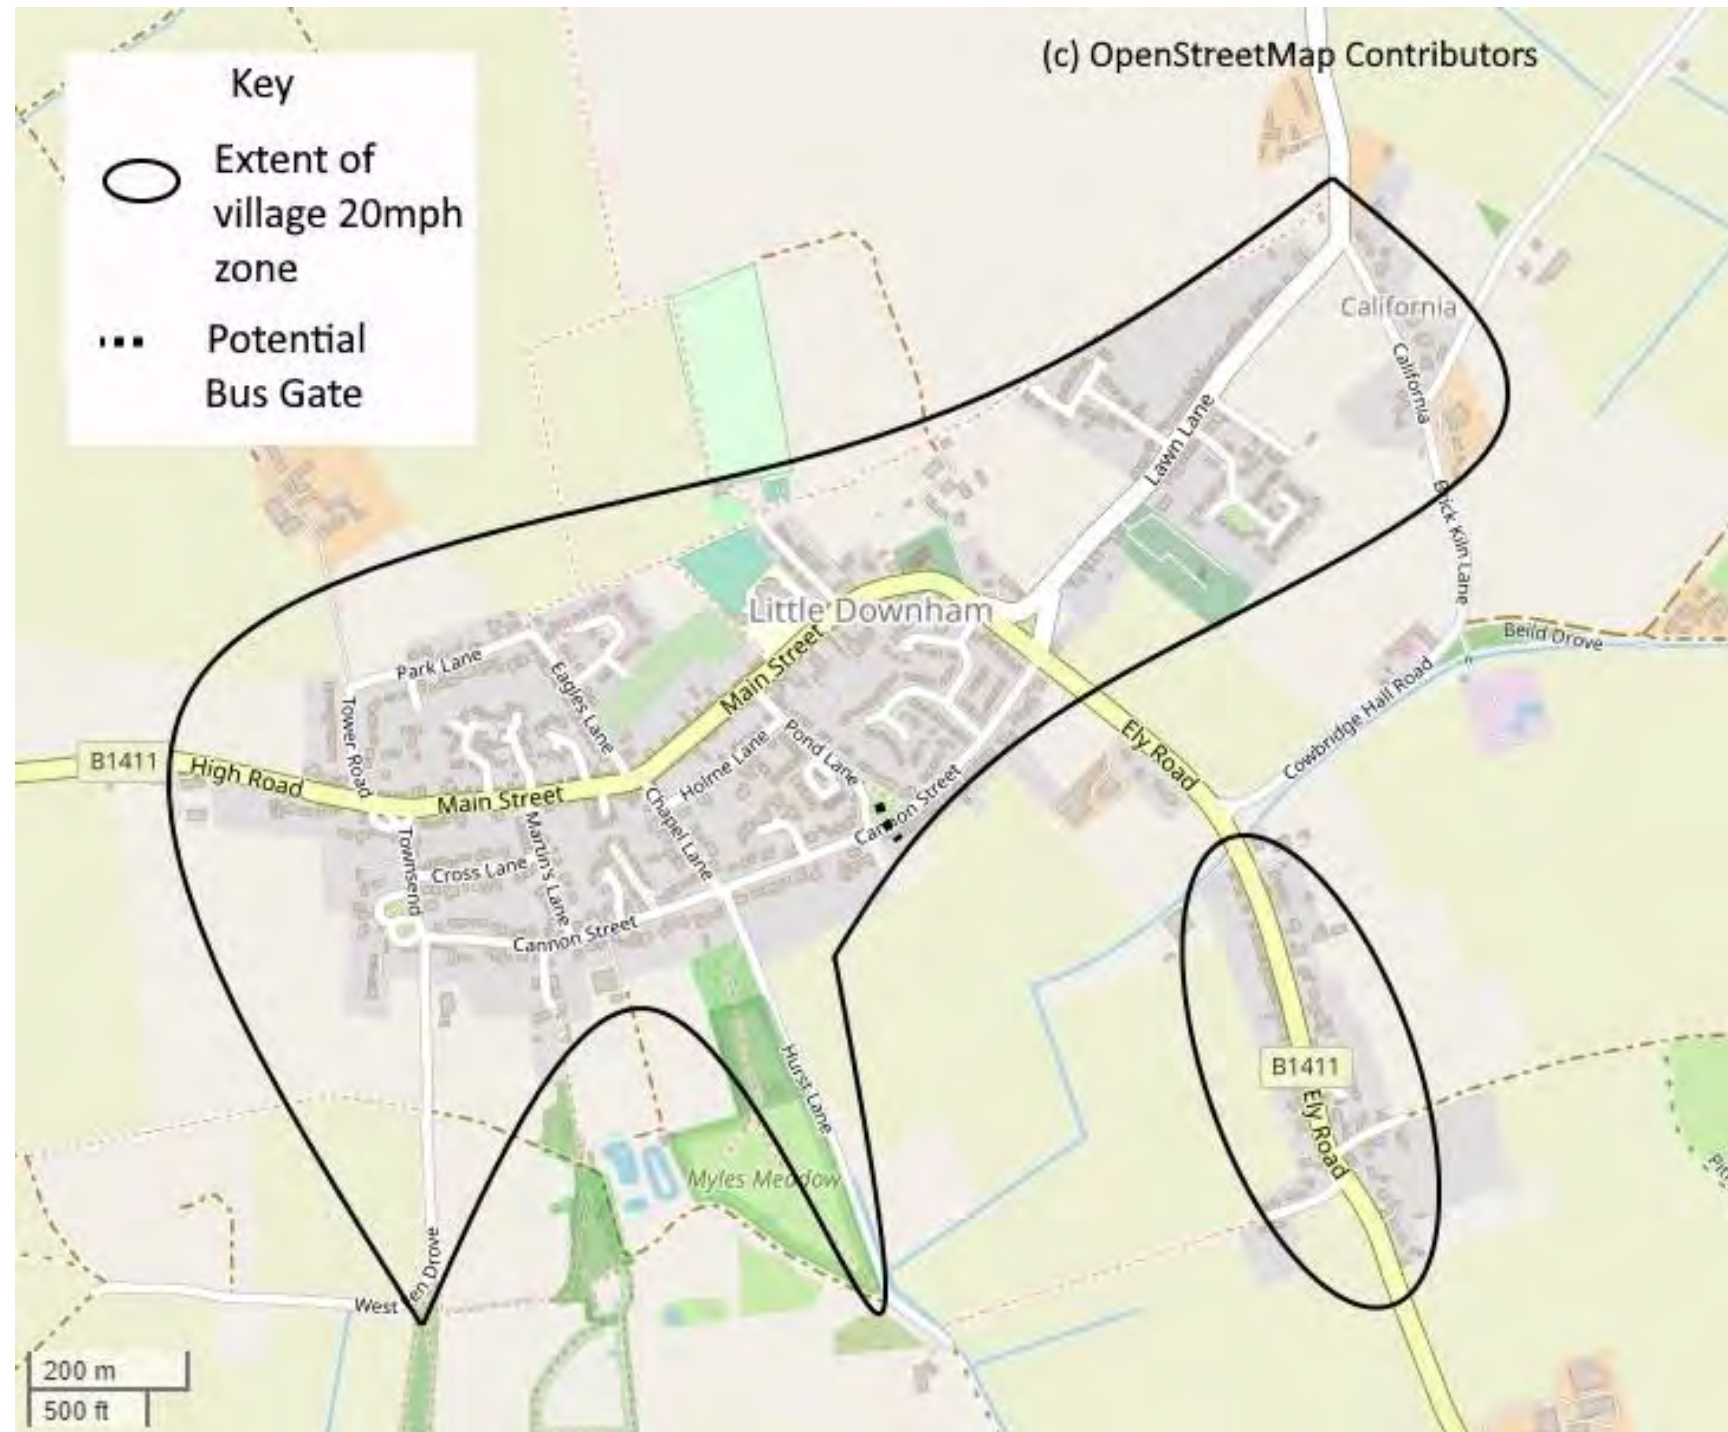 (c) OpenStreetMap Contributors
Key
Extent of
village 20mph
zone
Potential
Bus Gate
California
California
Lawn Lane
Brick Kiln Lane
Little Downham
Beild Drove
Park Lane
Eagles Lane
Main Street
Tower Road
Pond Lane
Holme Lane
Ely Road
Cowbridge Hall Road
B1411
High Road
Main Street
Chapel Lane
Cannon Street
Martin's Lane
Townsend
Cross Lane
Cannon Street
Hurst Lane
B1411
Ely Road
Myles Meadow
West Fen Drove
200 m
500 ft